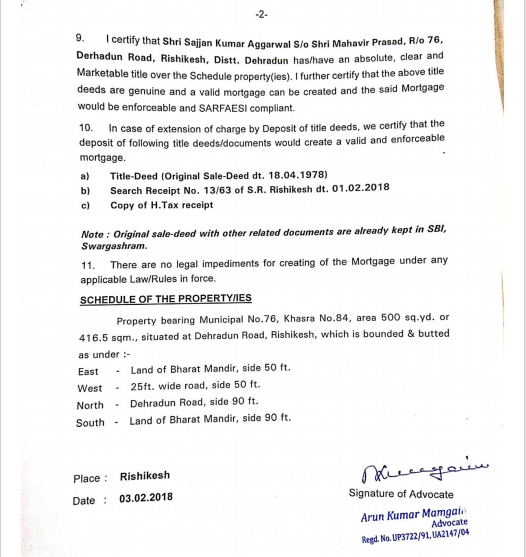 -2-
9. I certify that Shri Sajjan Kumar Aggarwal S/o Shri Mahavir Prasad, R/o 76,
Derhadun Road, Rishikesh, Distt. Dehradun has/have an absolute, clear and
Marketable title over the Schedule property(ies). I further certify that the above title
deeds are genuine and a valid mortgage can be created and the said Mortgage
would be enforceable and SARFAESI compliant.
10. In case of extension of charge by Deposit of title deeds, we certify that the
deposit of following title deeds/documents would create a valid and enforceable
mortgage.
a) Title-Deed (Original Sale-Deed dt. 18.04.1978)
b) Search Receipt No. 13/63 of S.R. Rishikesh dt. 01.02.2018
c) Copy of H.Tax receipt
Note : Original sale-deed with other related documents are already kept in SBI,
Swargashram.
11. There are no legal impediments for creating of the Mortgage under any
applicable Law/Rules in force.
SCHEDULE OF THE PROPERTY/IES
Property bearing Municipal No.76, Khasra No.84, area 500 sq.yd. or
416.5 sqm., situated at Dehradun Road, Rishikesh, which is bounded & butted
as under :-
East - Land of Bharat Mandir, side 50 ft.
West - 25ft. wide road, side 50 ft.
North - Dehradun Road, side 90 ft.
South - Land of Bharat Mandir, side 90 ft.
Place : Rishikesh
Date : 03.02.2018
Signature of Advocate
Arun Kumar Mamgain
Advocate
Regd. No. UP3722/91, UA2147/04